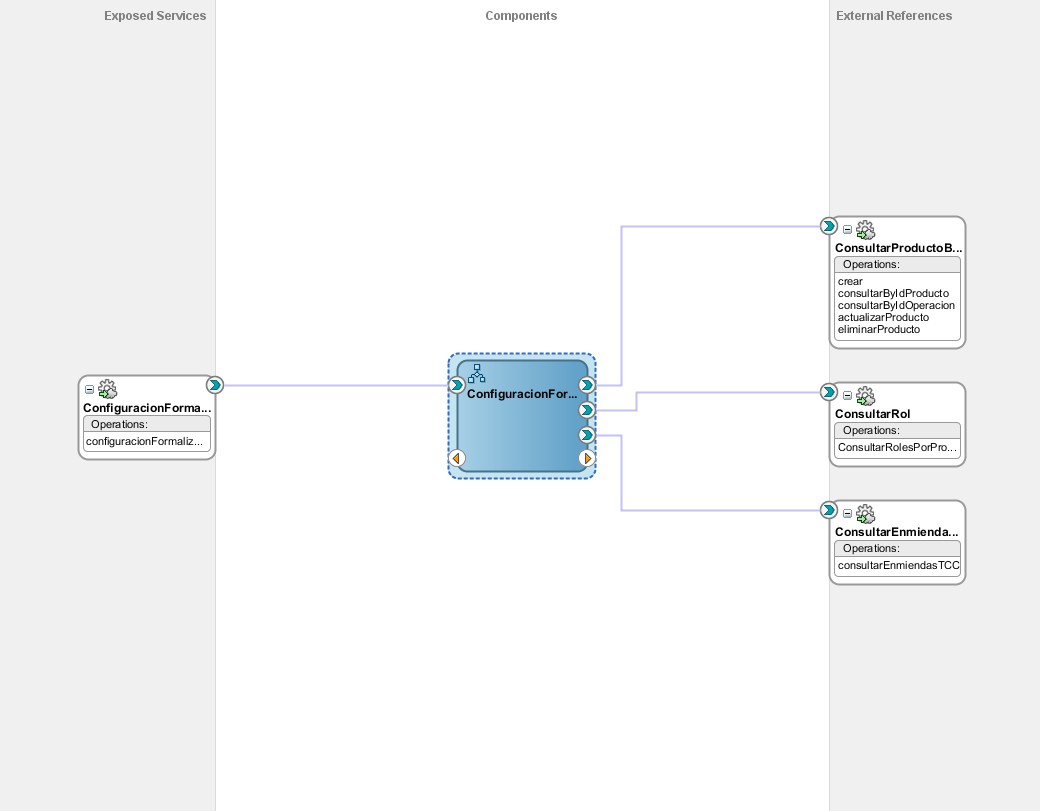 Exposed Services
Components
External References
ConfiguracionForma...
Operations:
configuracionFormaliz...
ConfiguracionFor...
ConsultarProductoB...
Operations:
crear
consultarByIdProducto
consultarByIdOperacion
actualizarProducto
eliminarProducto
ConsultarRol
Operations:
ConsultarRolesPorPro...
ConsultarEnmienda...
Operations:
consultarEnmiendasTCC